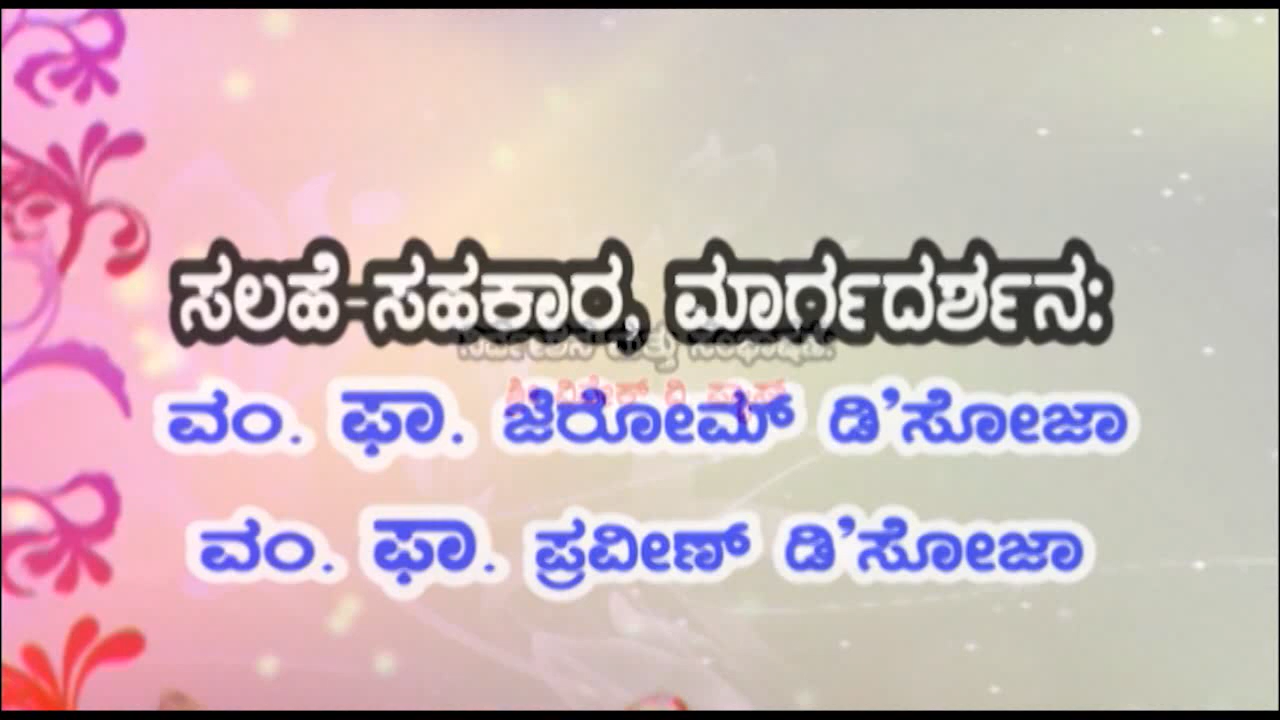 ಸಲಹೆ-ಸಹಕಾರ, ಮಾರ್ಗದರ್ಶನ:
ವಂ. ಫಾ. ಜೆರೋಮ್ ಡಿ'ಸೋಜಾ
ವಂ. ಫಾ. ಪ್ರವೀಣ್ ಡಿ'ಸೋಜಾ